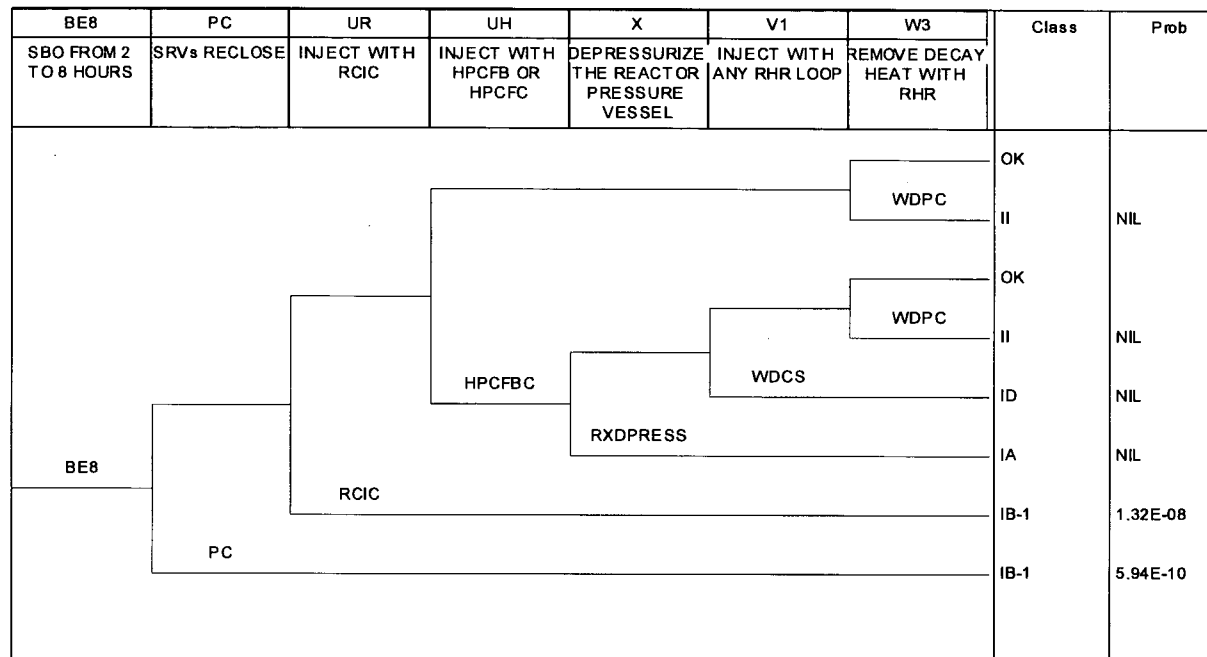 BE8 PC UR UH X V1 W3 Class Prob
SBO FROM 2
TO 8 HOURS
SRVs RECLOSE
INJECT WITH
RCIC
INJECT WITH
HPCFB OR
HPCFC
DEPRESSURIZE
THE REACTOR
PRESSURE
VESSEL
INJECT WITH
ANY RHR LOOP
REMOVE DECAY
HEAT WITH
RHR
OK
WDPC
II NIL
OK
WDPC
II NIL
HPCFBC WDCS
ID NIL
RXDPRESS
IA NIL
BE8
RCIC
IB-1 1.32E-08
PC
IB-1 5.94E-10